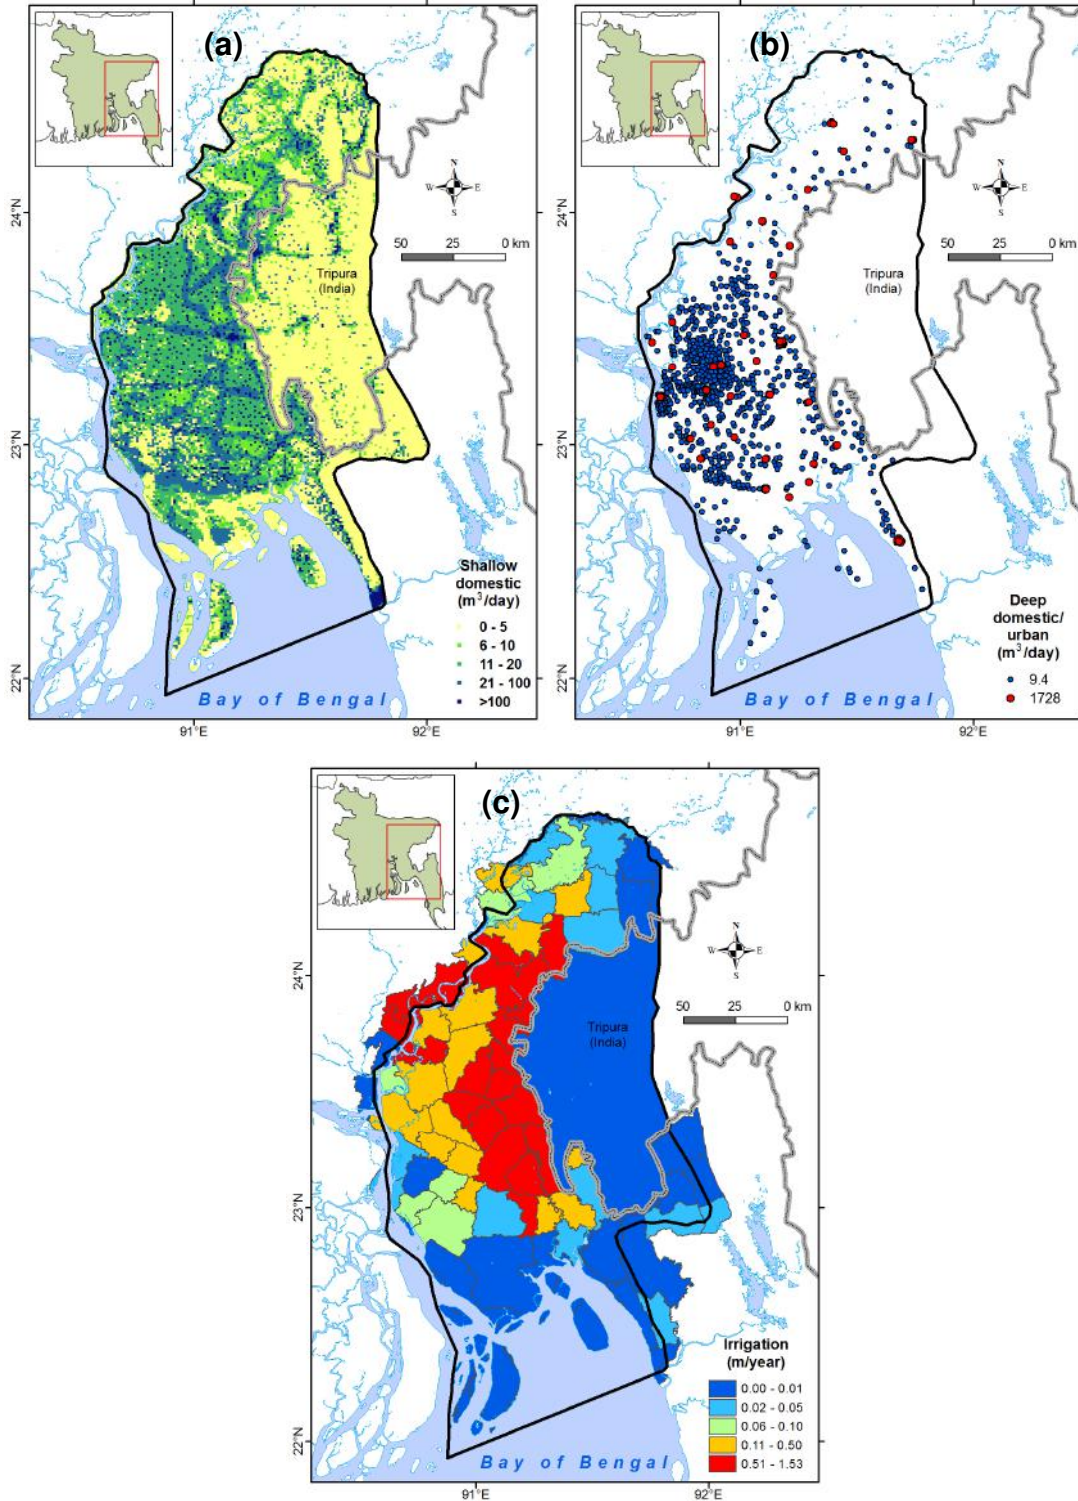 (a)
24°N
23°N
22°N
N
W E
S
50 25 0 km
Tripura
(India)
Shallow
domestic
(m³/day)
0 - 5
6 - 10
11 - 20
21 - 100
>100
Bay of Bengal
91°E 92°E
(b)
24°N
23°N
22°N
N
W E
S
50 25 0 km
Tripura
(India)
Deep
domestic/
urban
(m³/day)
9.4
1728
Bay of Bengal
91°E 92°E
(c)
24°N
23°N
22°N
N
W E
S
50 25 0 km
Tripura
(India)
Irrigation
(m/year)
0.00 - 0.01
0.02 - 0.05
0.06 - 0.10
0.11 - 0.50
0.51 - 1.53
Bay of Bengal
91°E 92°E